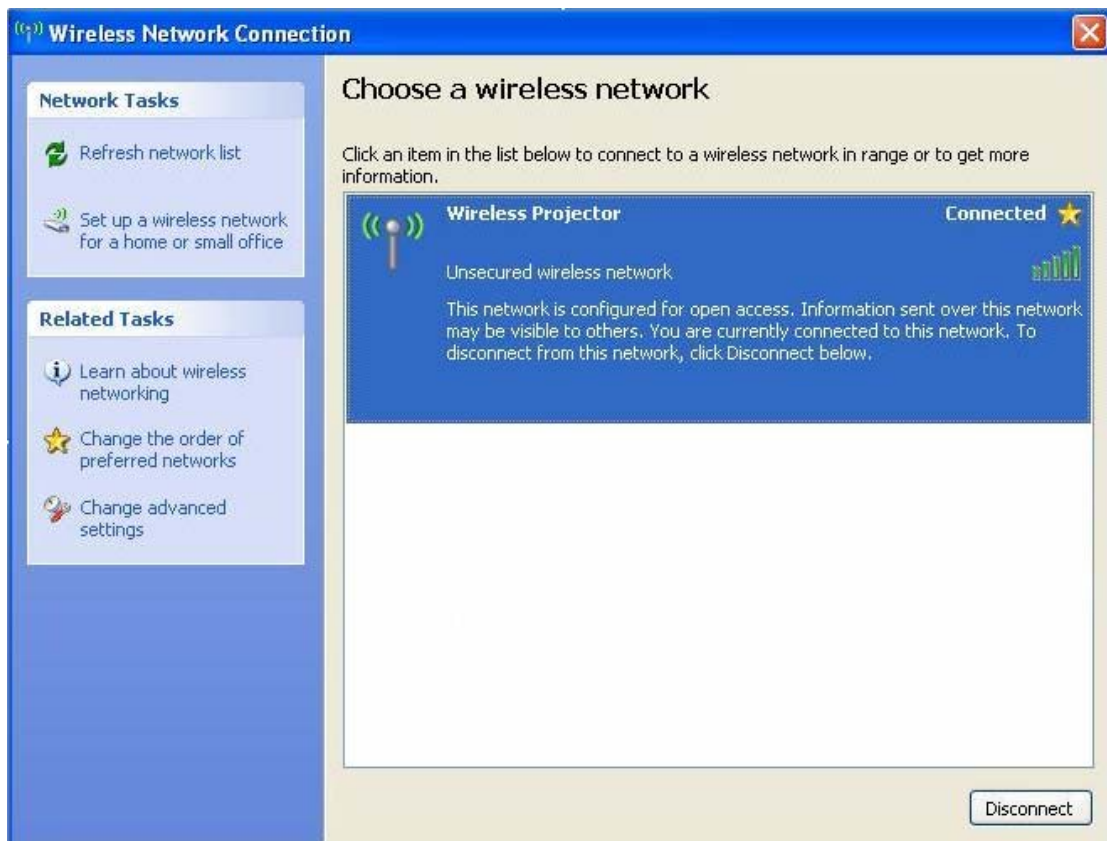 Wireless Network Connection
Network Tasks
Refresh network list
Set up a wireless network
for a home or small office
Related Tasks
Learn about wireless
networking
Change the order of
preferred networks
Change advanced
settings
Choose a wireless network
Click an item in the list below to connect to a wireless network in range or to get more
information.
Wireless Projector Connected
Unsecured wireless network
This network is configured for open access. Information sent over this network
may be visible to others. You are currently connected to this network. To
disconnect from this network, click Disconnect below.
Disconnect